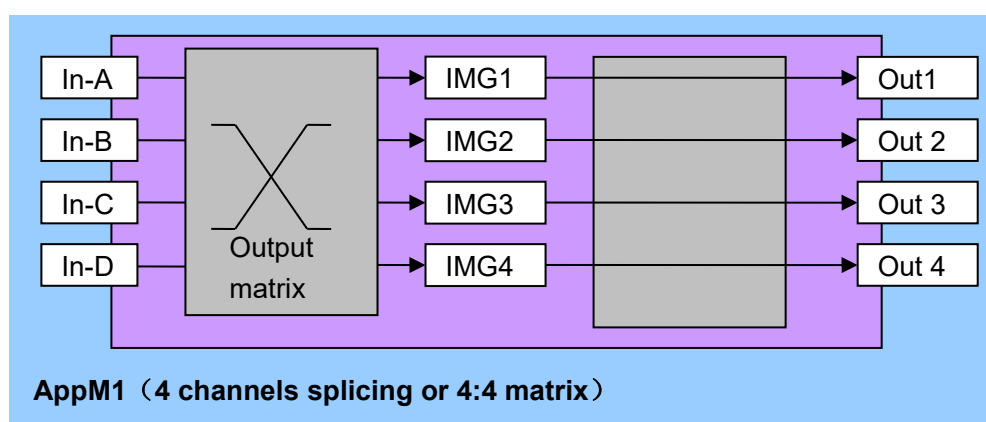 In-A
IMG1
Out1
In-B
IMG2
Out 2
In-C
IMG3
Out 3
In-D
Output
matrix
IMG4
Out 4
AppM1（4 channels splicing or 4:4 matrix）